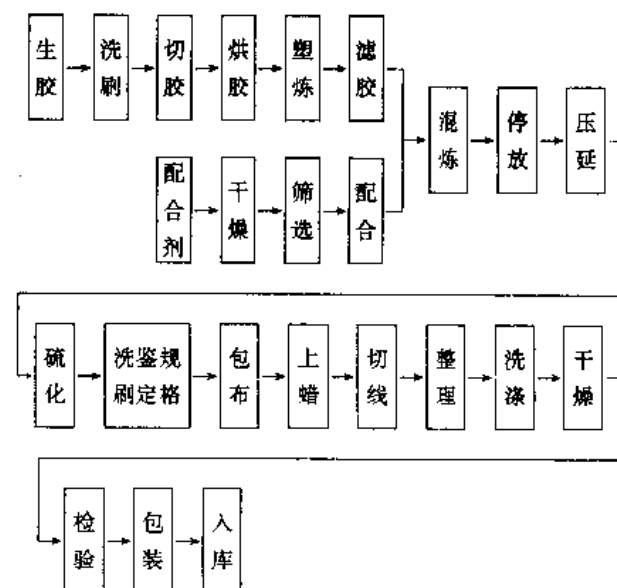 生胶
洗刷
切胶
烘胶
塑炼
滤胶
混炼
停放
压延
配合剂
干燥
筛选
配合
硫化
洗鉴规
刷定格
包布
上蜡
切线
整理
洗涤
干燥
检验
包装
入库